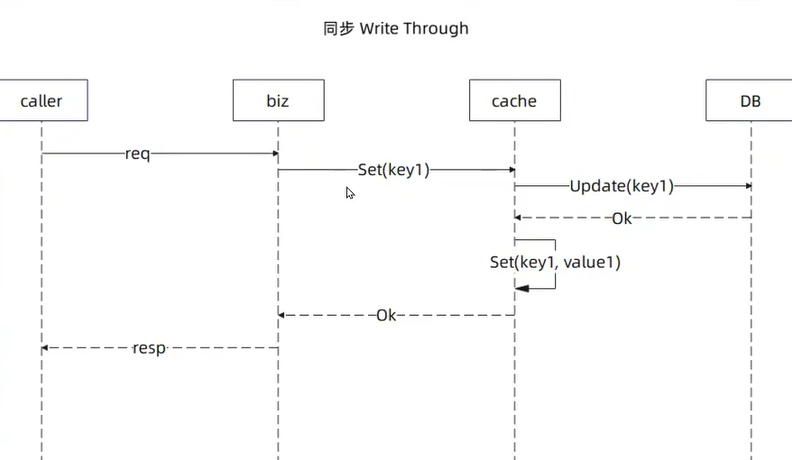 同步 Write Through
caller
biz
cache
DB
req
Set(key1)
Update(key1)
Ok
Set(key1, value1)
Ok
resp